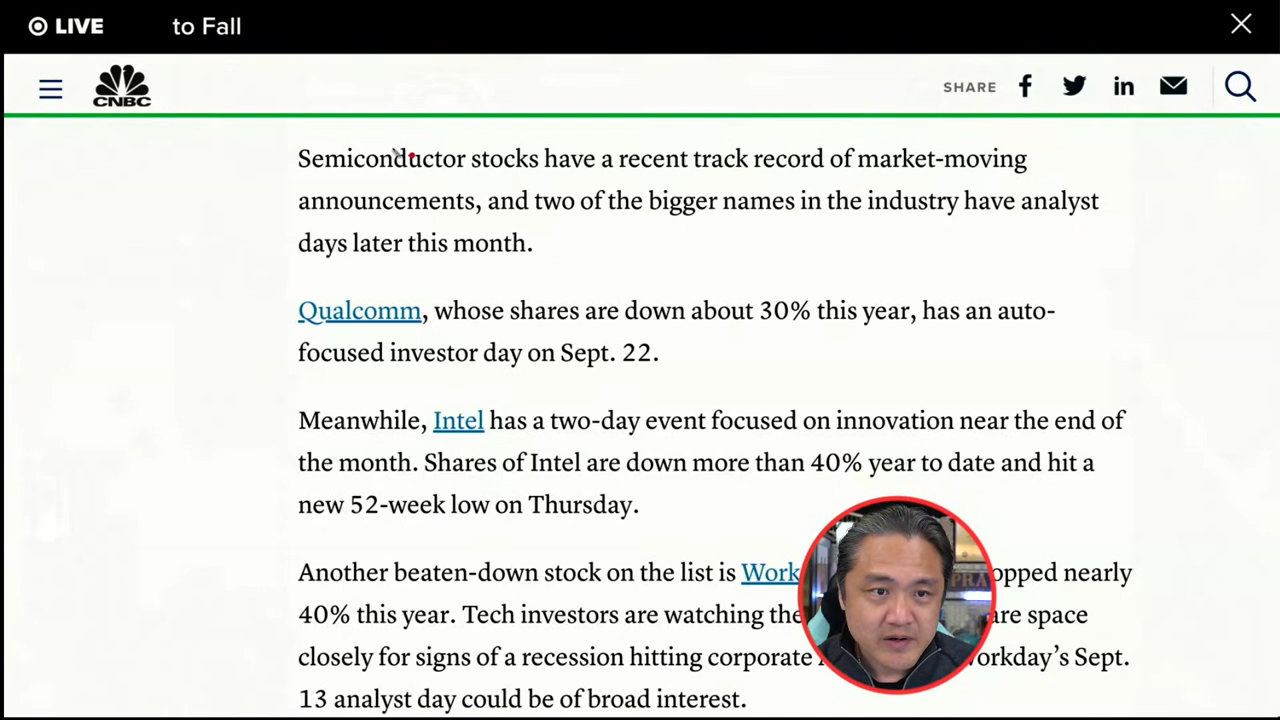 LIVE to Fall
CNBC
SHARE
Semiconductor stocks have a recent track record of market-moving
announcements, and two of the bigger names in the industry have analyst
days later this month.
Qualcomm, whose shares are down about 30% this year, has an auto-
focused investor day on Sept. 22.
Meanwhile, Intel has a two-day event focused on innovation near the end of
the month. Shares of Intel are down more than 40% year to date and hit a
new 52-week low on Thursday.
Another beaten-down stock on the list is Work opped nearly
40% this year. Tech investors are watching the are space
closely for signs of a recession hitting corporate orkday's Sept.
13 analyst day could be of broad interest.